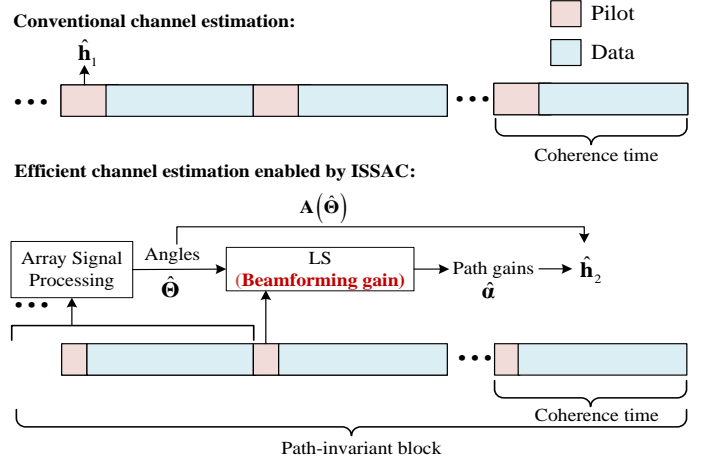 Conventional channel estimation:
Pilot
Data
ĥ₁
•••
•••
Coherence time
Efficient channel estimation enabled by ISSAC:
A(Θ̂)
Array Signal
Processing
Angles
Θ̂
LS
(Beamforming gain)
Path gains
α̂
ĥ₂
•••
•••
Coherence time
Path-invariant block